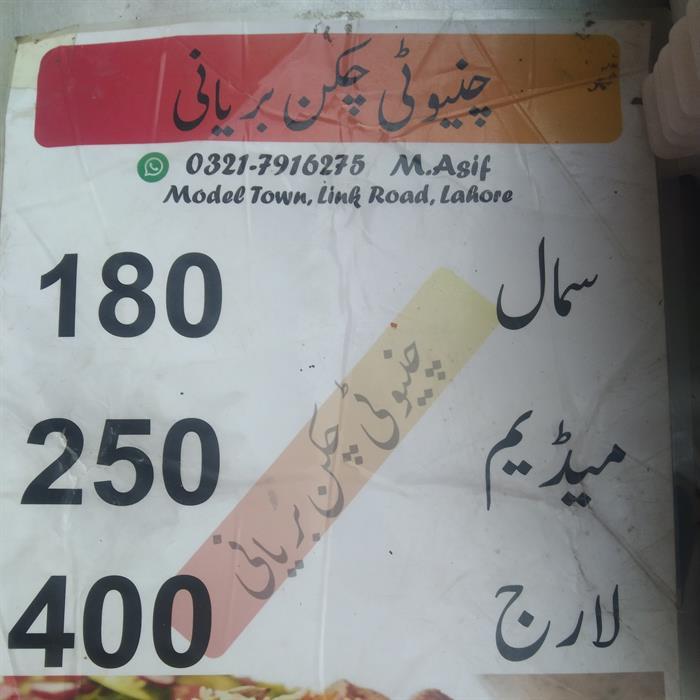 چنیوٹی چکن بریانی
0321-7916275 M.Asif
Model Town, Link Road, Lahore
سمال 180
میڈیم 250
لارج 400
چنیوٹی چکن بریانی